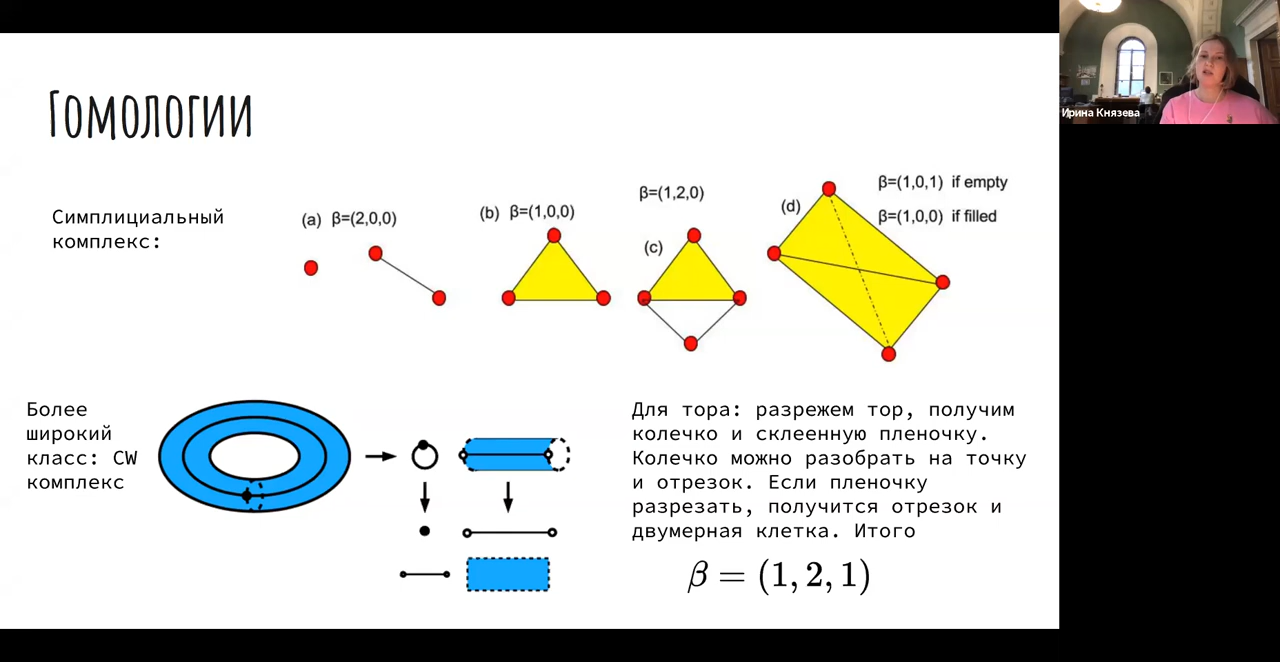 Гомологии
Симплициальный
комплекс:
(a) β=(2,0,0)
(b) β=(1,0,0)
β=(1,2,0)
(c)
(d)
β=(1,0,1) if empty
β=(1,0,0) if filled
Более
широкий
класс: CW
комплекс
Для тора: разрежем тор, получим
колечко и склеенную пленочку.
Колечко можно разобрать на точку
и отрезок. Если пленочку
разрезать, получится отрезок и
двумерная клетка. Итого
β = (1, 2, 1)
Ирина Князева